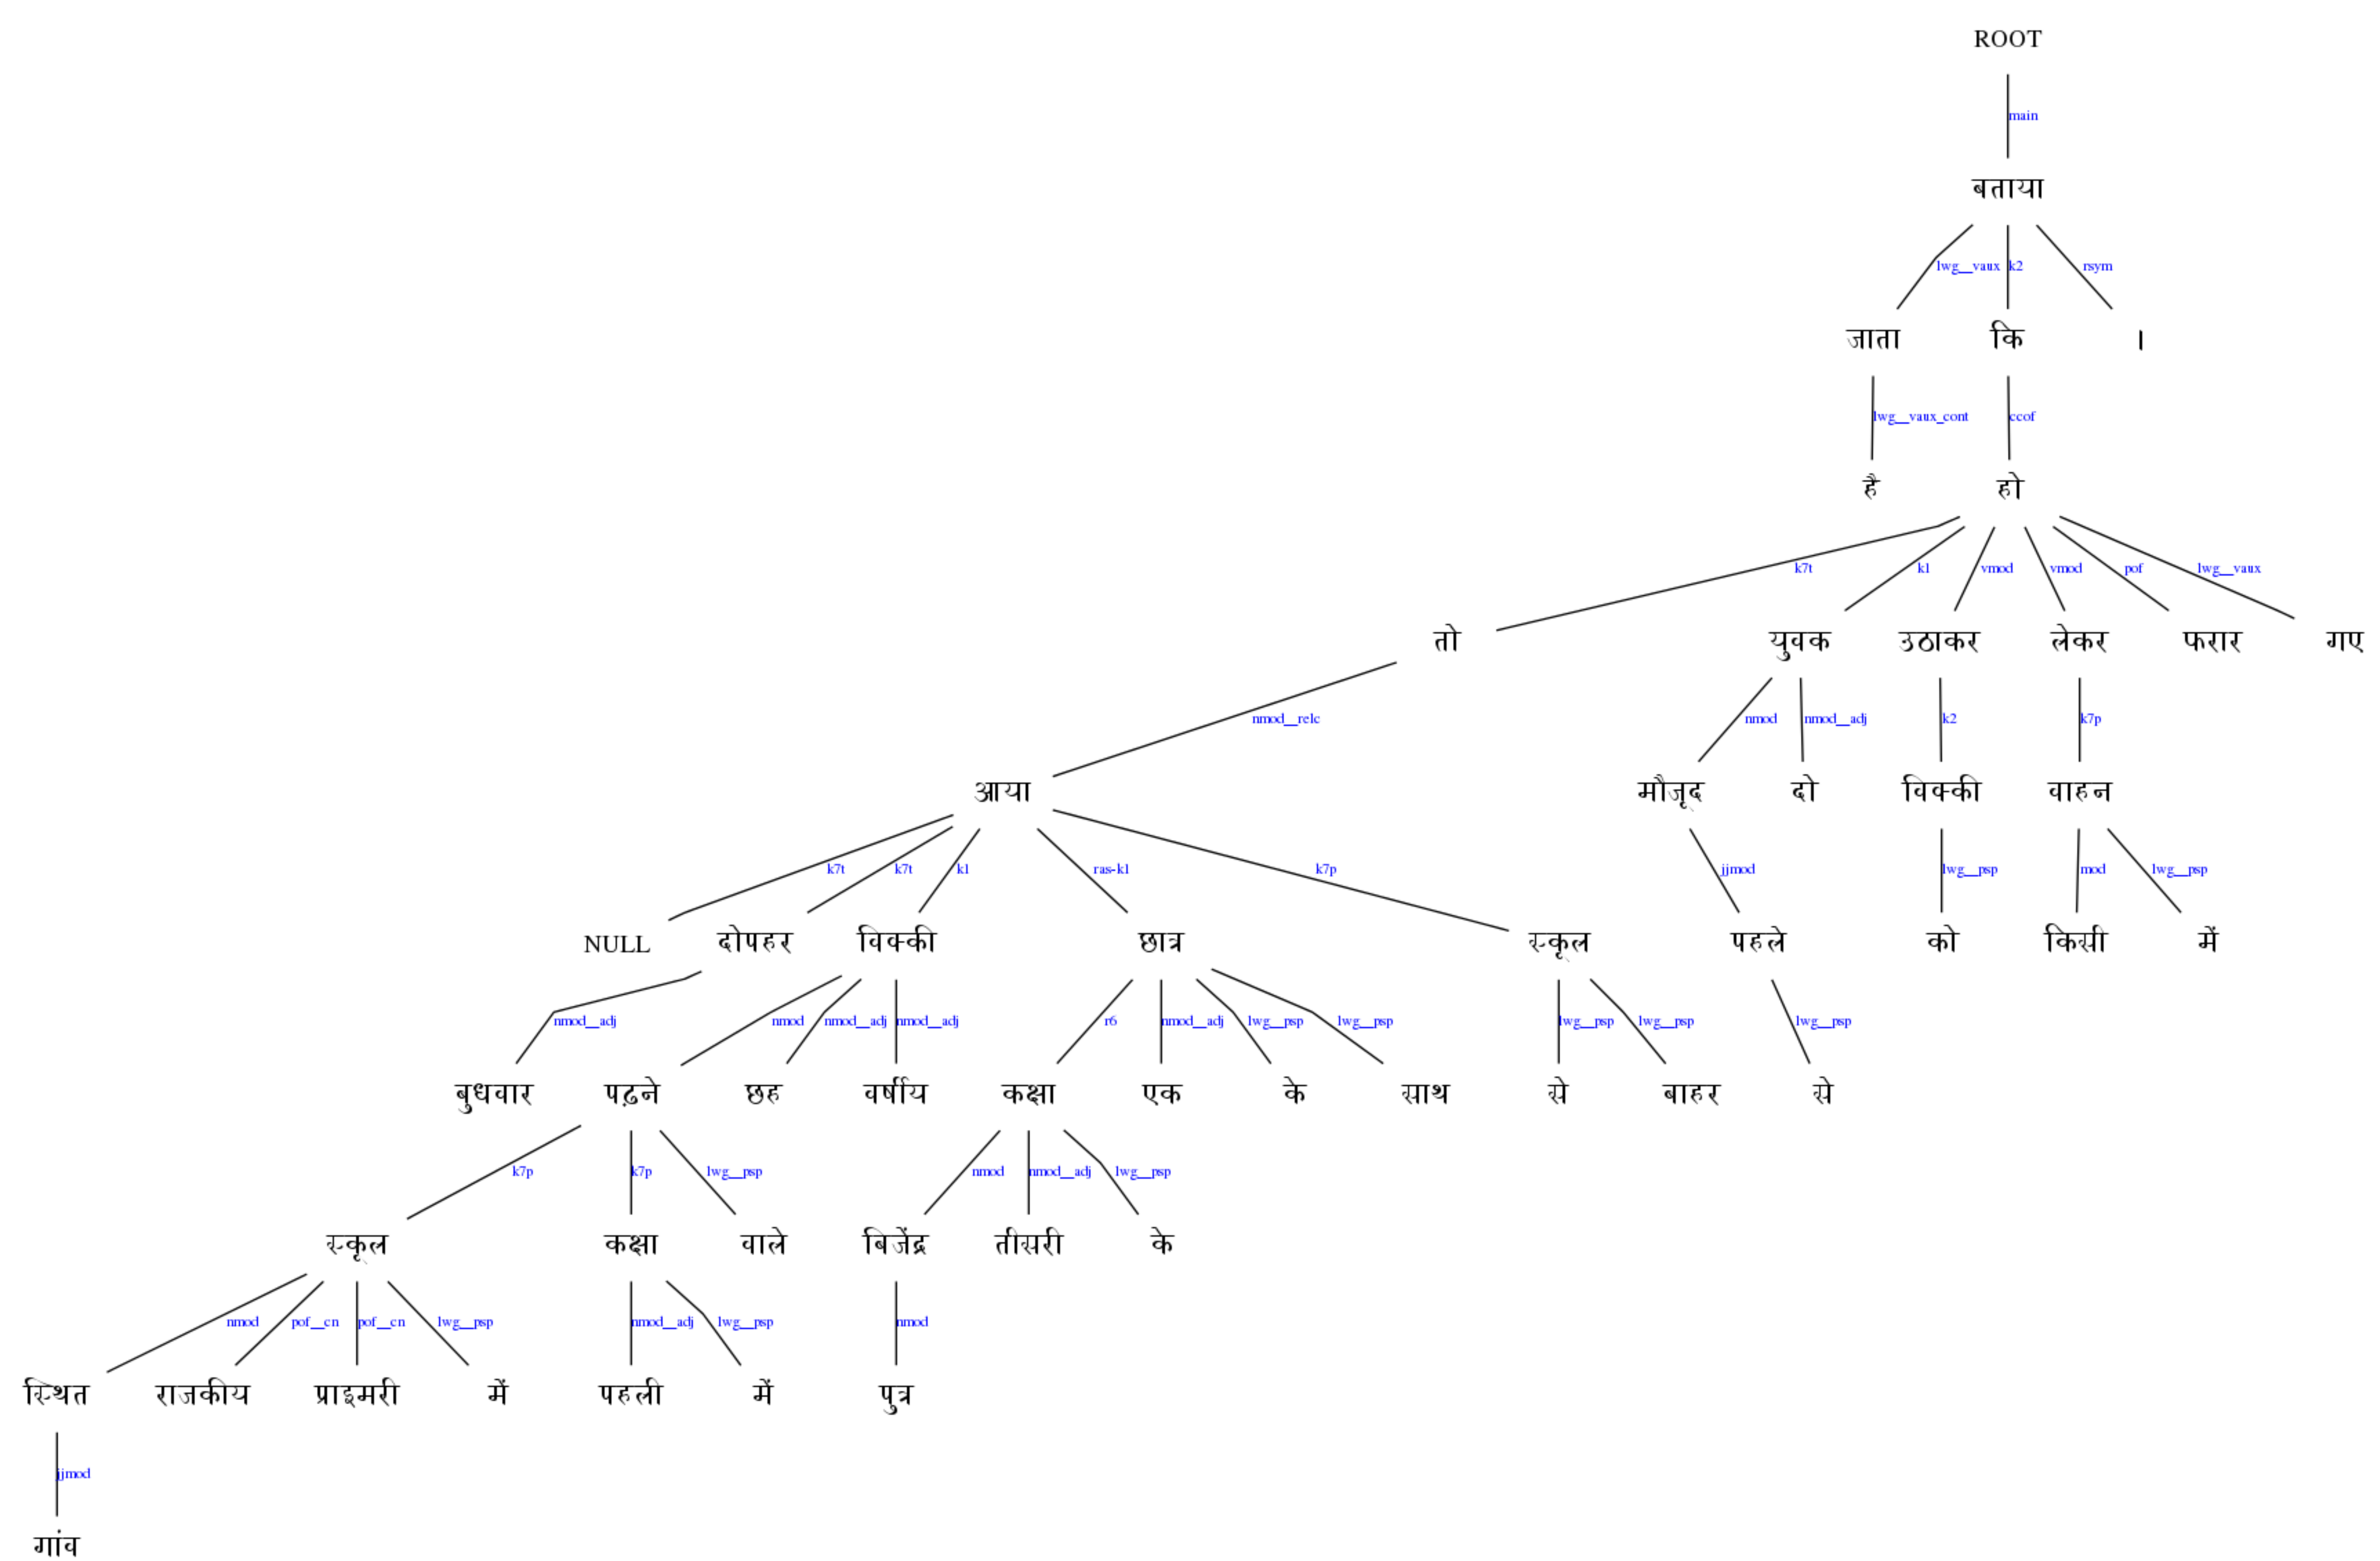 ROOT
main
बताया
lwg__vaux k2 rsym
जाता कि ।
lwg__vaux_cont ccof
है हो
k7t k1 vmod vmod pof lwg__vaux
तो युवक उठाकर लेकर फरार गए
nmod__relc nmod nmod__adj k2 k7p
आया मौजूद दो विक्की वाहन
k7t k7t k1 ras-k1 k7p jjmod lwg__psp mod lwg__psp
NULL दोपहर विक्की छात्र स्कूल पहले को किसी में
nmod__adj nmod nmod__adj nmod__adj r6 nmod__adj lwg__psp lwg__psp lwg__psp lwg__psp lwg__psp
बुधवार पढ़ने छह वर्षीय कक्षा एक के साथ से बाहर से
k7p k7p lwg__psp nmod nmod__adj lwg__psp
स्कूल कक्षा वाले बिजेंद्र तीसरी के
nmod pof__cn pof__cn lwg__psp nmod__adj lwg__psp nmod
स्थित राजकीय प्राइमरी में पहली में पुत्र
jjmod
गांव